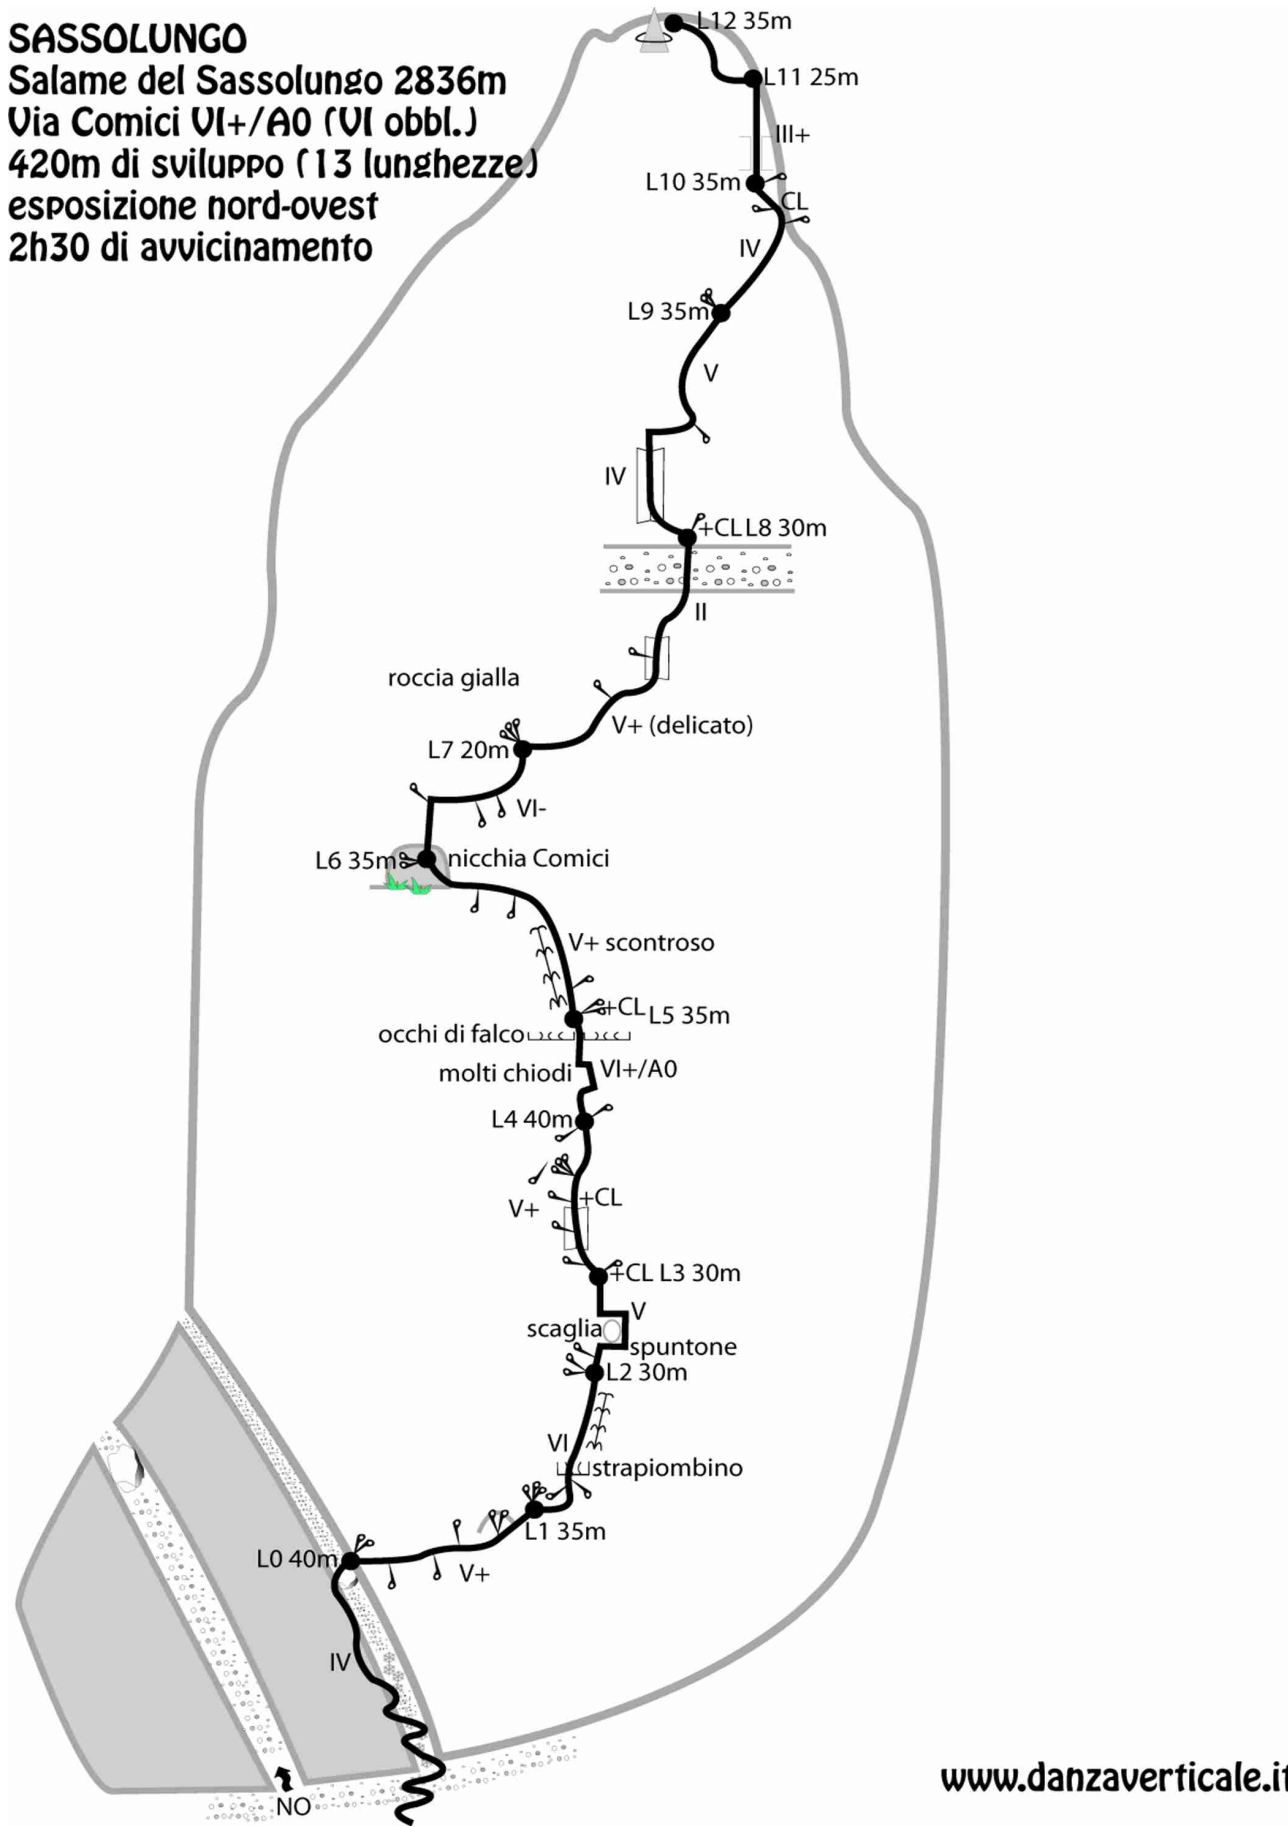 SASSOLUNGO
Salame del Sassolungo 2836m
Via Comici VI+/A0 (VI obbl.)
420m di sviluppo (13 lunghezze)
esposizione nord-ovest
2h30 di avvicinamento
L12 35m
L11 25m
III+
L10 35m
CL
IV
L9 35m
V
IV
+CL L8 30m
II
roccia gialla
V+ (delicato)
L7 20m
VI-
L6 35m
nicchia Comici
V+ scontroso
+CL L5 35m
occhi di falco
molti chiodi
VI+/A0
L4 40m
+CL
V+
+CL L3 30m
V
scaglia
spuntone
L2 30m
VI
strapiombino
L1 35m
L0 40m
V+
IV
www.danzaverticale.it
NO